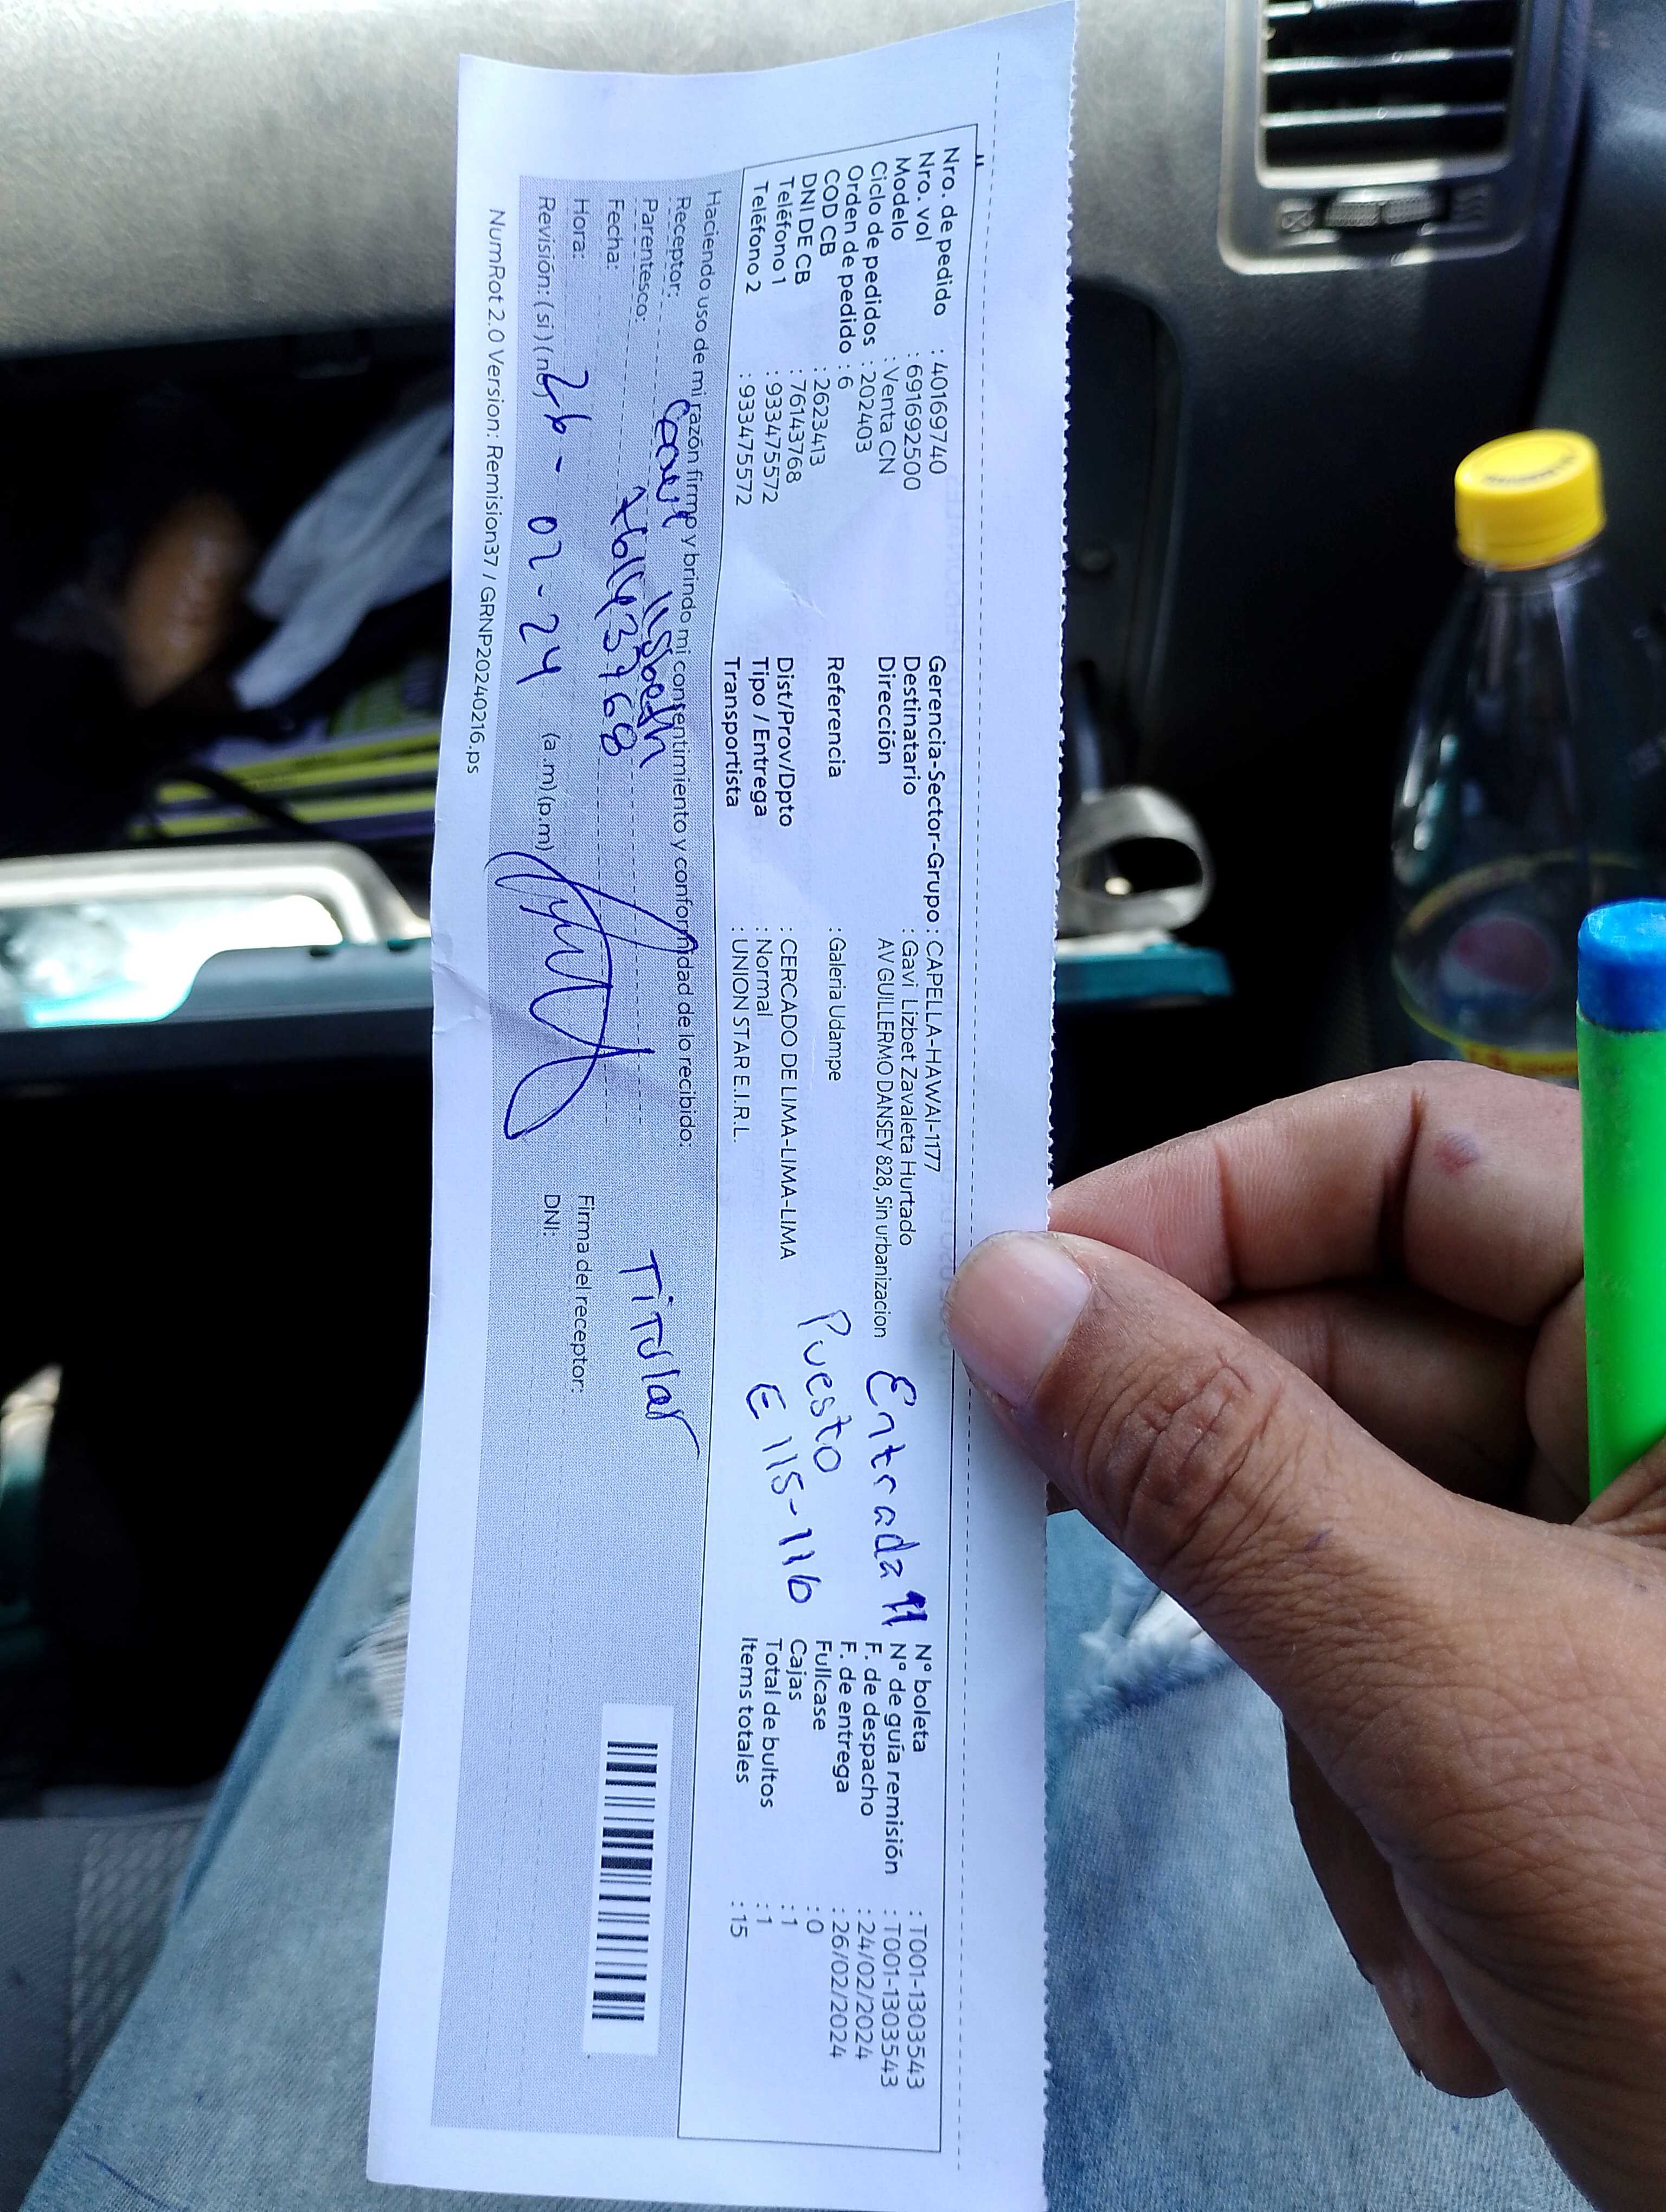 Nro. de pedido : 40169740
Nro. vol : 691692500
Modelo : Venta CN
Ciclo de pedidos : 202403
Orden de pedido : 6
COD CB : 2623413
DNI DE CB : 76143768
Teléfono 1 : 933475572
Teléfono 2 : 933475572
Gerencia-Sector-Grupo : CAPELLA-HAWAI-1177
Destinatario : Gavi Lizbet Zavaleta Hurtado
Dirección AV GUILLERMO DANSEY 828, Sin urbanizacion
Referencia : Galeria Udampe
Dist/Prov/Dpto : CERCADO DE LIMA-LIMA-LIMA
Tipo / Entrega : Normal
Transportista : UNION STAR E.I.R.L.
Entrada 11
Puesto
E 115-116
N° boleta : T001-1303543
N° de guía remisión : T001-1303543
F. de despacho : 24/02/2024
F. de entrega : 26/02/2024
Fullcase : 0
Cajas : 1
Total de bultos : 1
Items totales : 15
Haciendo uso de mi razón firmo y brindo mi consentimiento y conformidad de lo recibido:
Receptor:
Parentesco: 76143768
Fecha:
Hora: 26-02-24 (a.m) (p.m)
Revisión: (si) (no)
Titular
Firma del receptor:
DNI:
NumRot 2.0 Version: Remision37 / GRNP20240216.ps